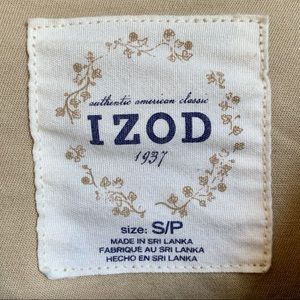 authentic american classic
IZOD
1937
size: S/P
MADE IN SRI LANKA
FABRIQUE AU SRI LANKA
HECHO EN SRI LANKA